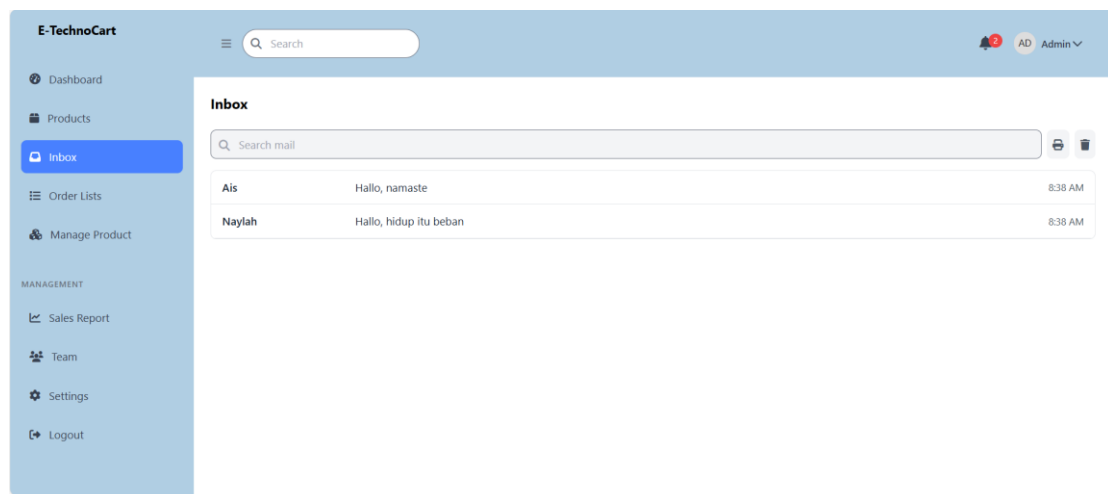 E-TechnoCart
Search
2
AD Admin
Dashboard
Products
Inbox
Order Lists
Manage Product
MANAGEMENT
Sales Report
Team
Settings
Logout
Inbox
Search mail
Ais Hallo, namaste 8:38 AM
Naylah Hallo, hidup itu beban 8:38 AM